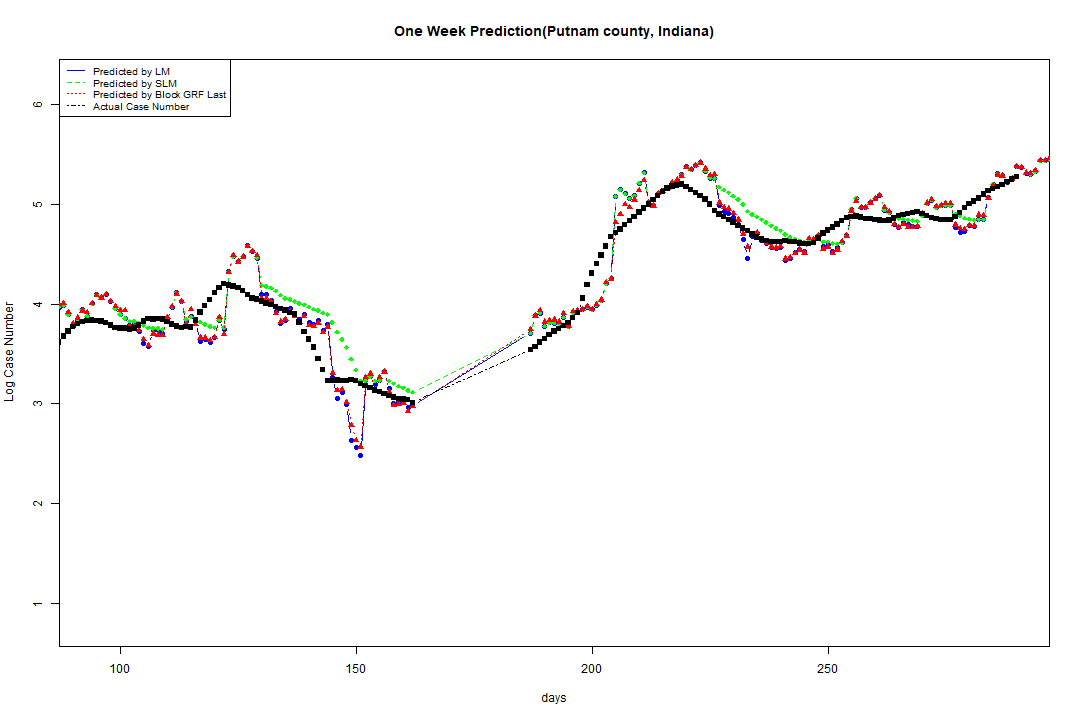 One Week Prediction(Putnam county, Indiana)
Predicted by LM
Predicted by SLM
Predicted by Block GRF Last
Actual Case Number
Log Case Number
6
5
4
3
2
1
100 150 200 250
days